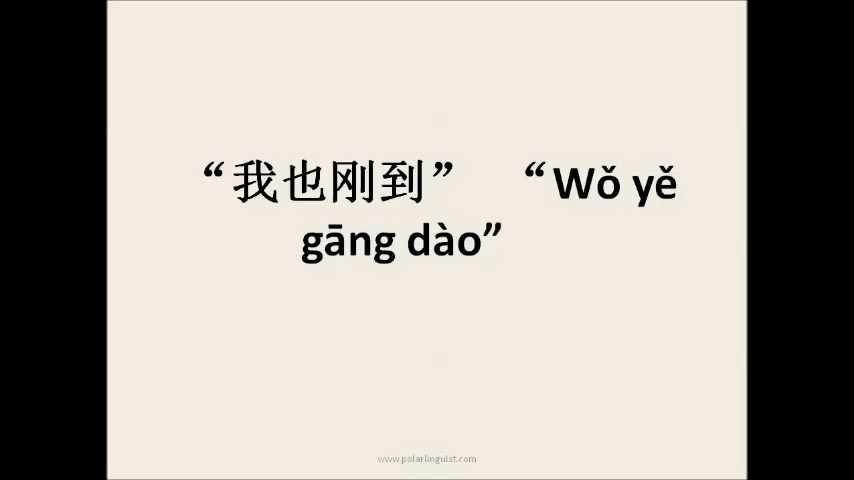 “我也刚到” “Wǒ yě
gāng dào”
www.polarlinguist.com